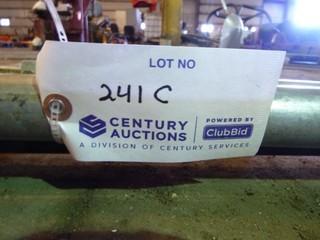 LOT NO
241 C
CENTURY AUCTIONS
POWERED BY
ClubBid
A DIVISION OF CENTURY SERVICES